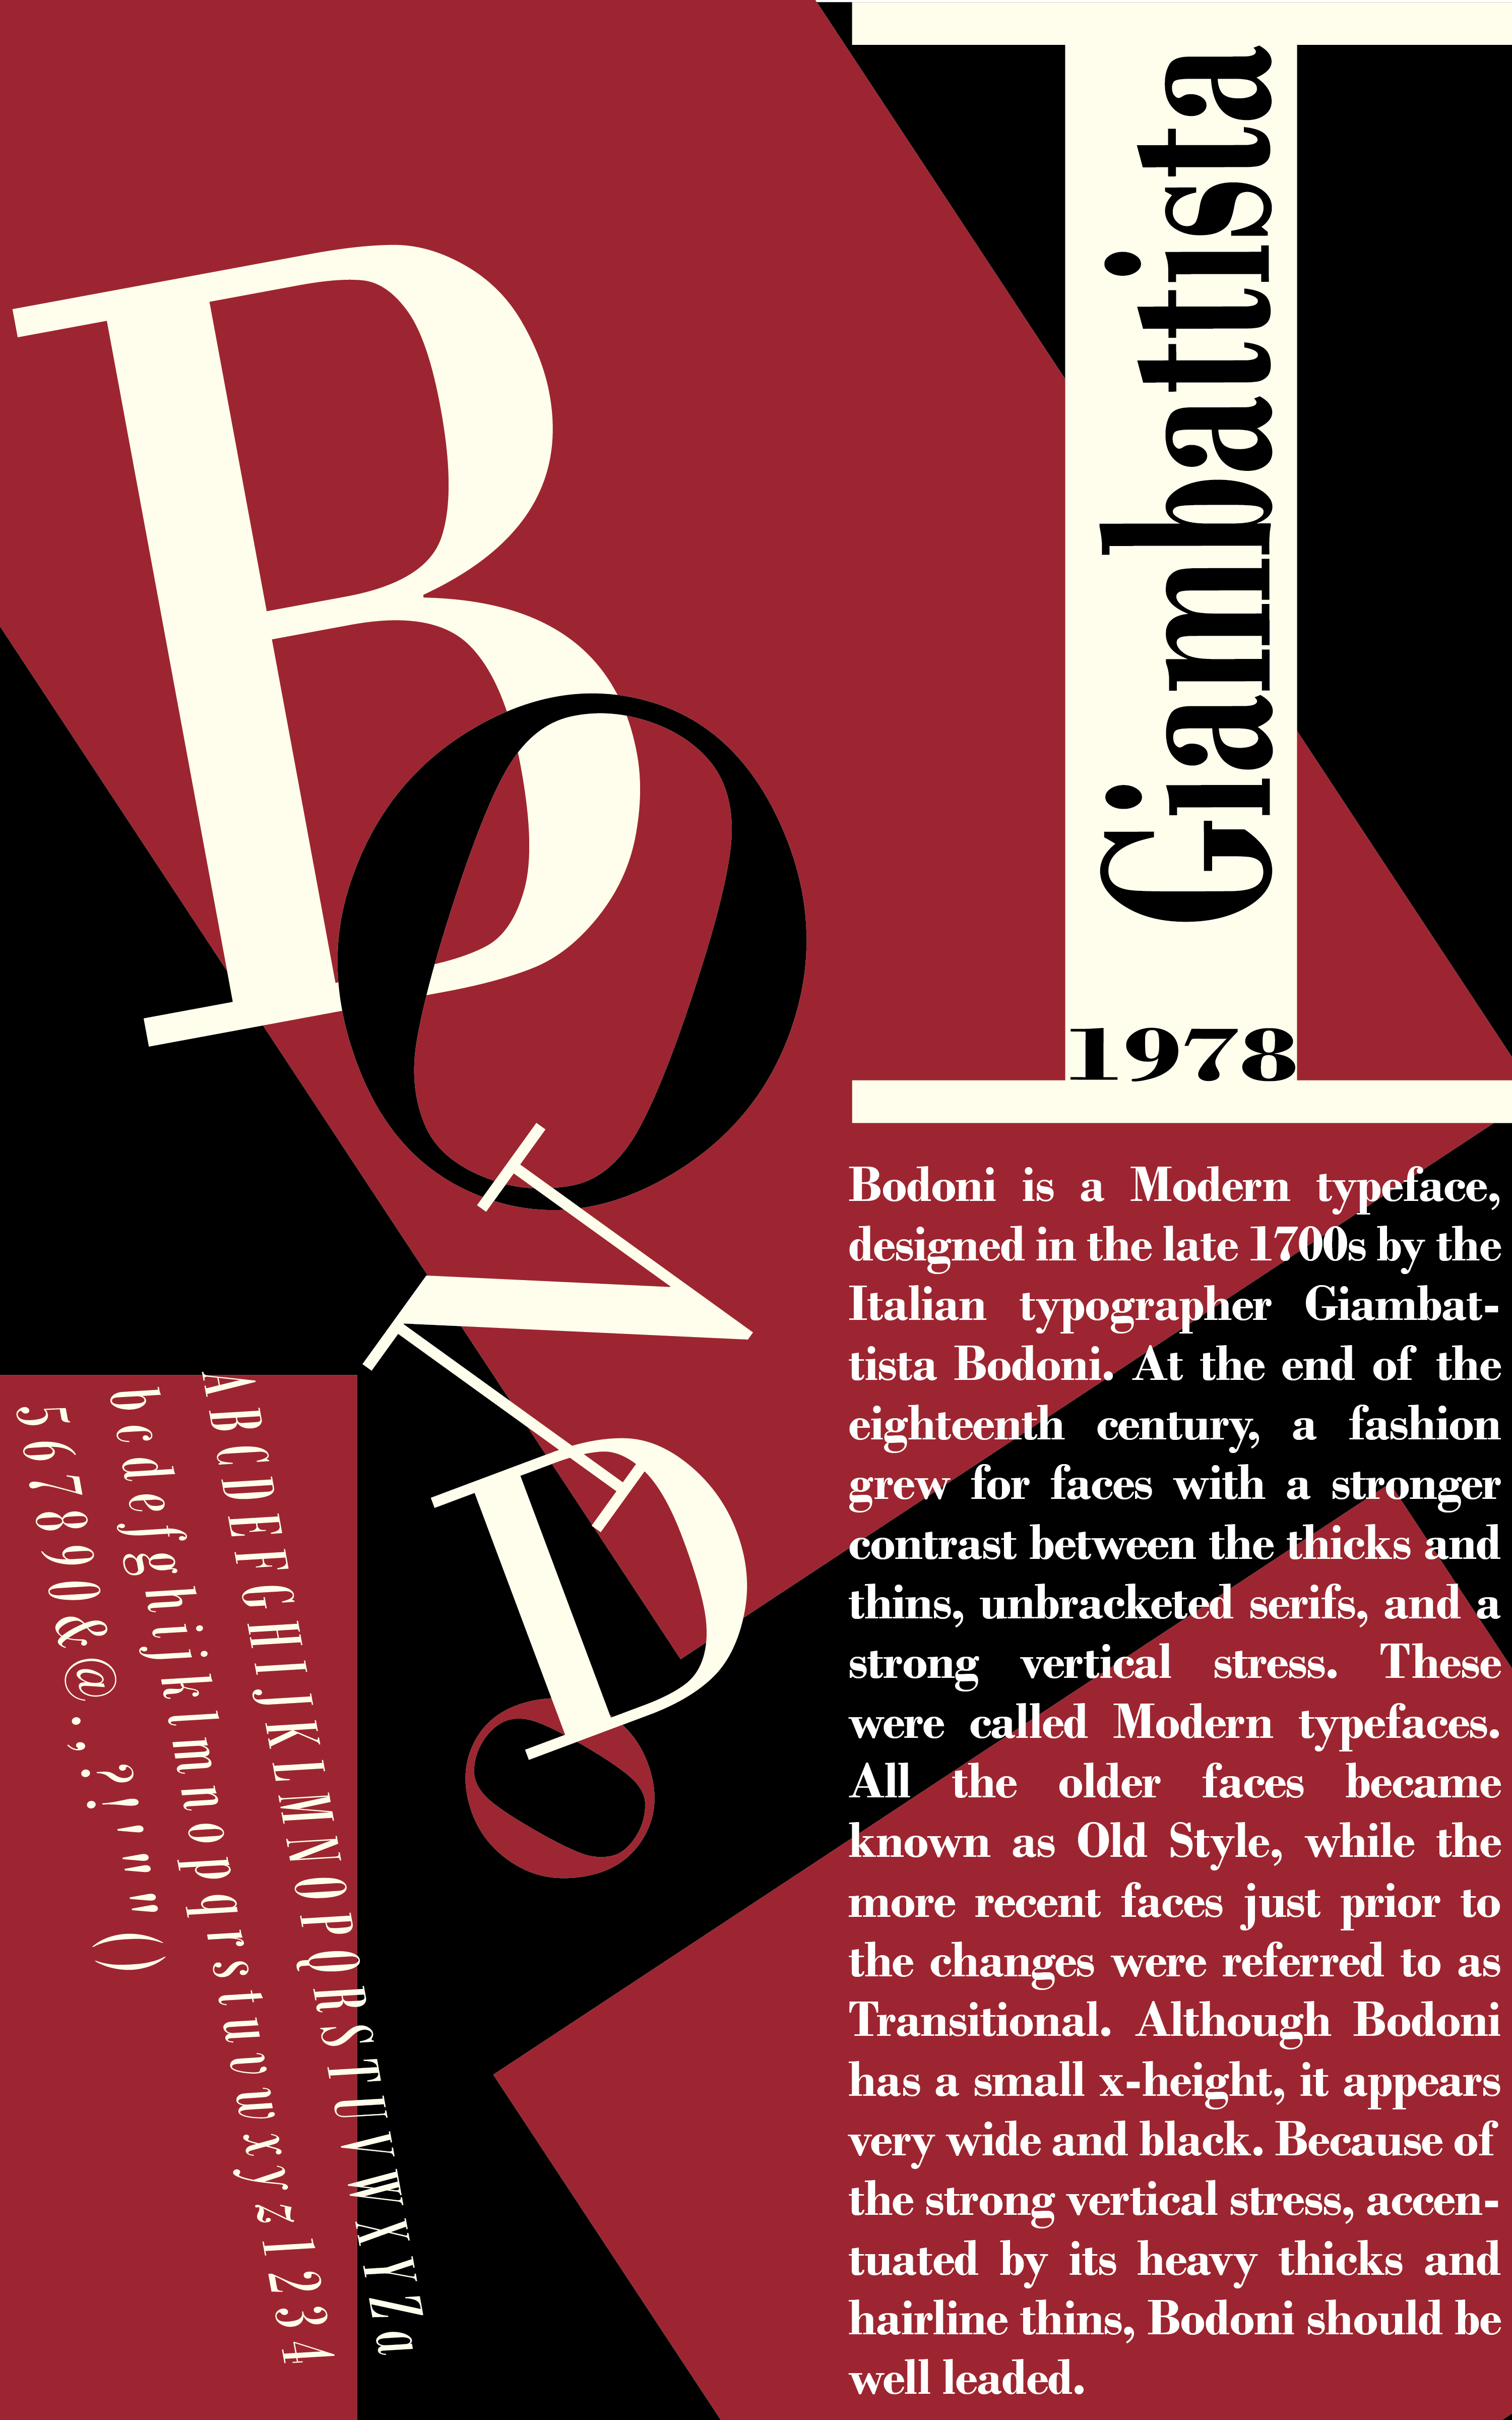 B
O
N
D
O
I
Giambattista
1978
Bodoni is a Modern typeface,
designed in the late 1700s by the
Italian typographer Giambat-
tista Bodoni. At the end of the
eighteenth century, a fashion
grew for faces with a stronger
contrast between the thicks and
thins, unbracketed serifs, and a
strong vertical stress. These
were called Modern typefaces.
All the older faces became
known as Old Style, while the
more recent faces just prior to
the changes were referred to as
Transitional. Although Bodoni
has a small x-height, it appears
very wide and black. Because of
the strong vertical stress, accen-
tuated by its heavy thicks and
hairline thins, Bodoni should be
well leaded.
ABCDEFGHIJKLMNOPQRSTUVWXYZa
bcdefghijklmnopqrstuvwxyz1234
567890&@.,?!'""()